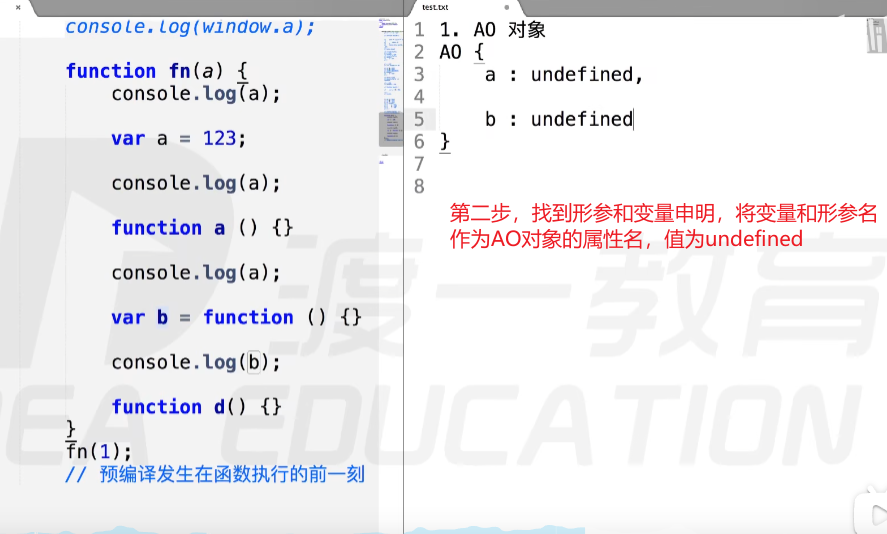 console.log(window.a);
function fn(a) {
console.log(a);
var a = 123;
console.log(a);
function a () {}
console.log(a);
var b = function () {}
console.log(b);
function d() {}
}
fn(1);
// 预编译发生在函数执行的前一刻
test.txt
1 1. AO 对象
2 AO {
3 a : undefined,
4
5 b : undefined
6 }
7
8
第二步，找到形参和变量申明，将变量和形参名
作为AO对象的属性名，值为undefined
渡一教育
EDUCATION